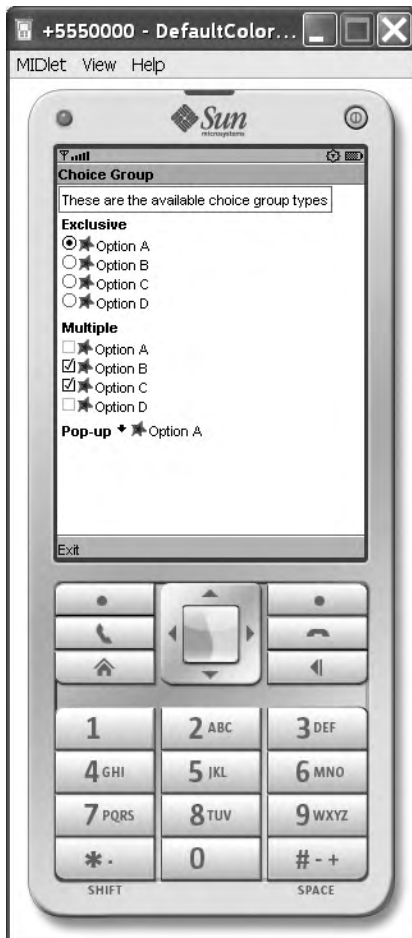 +5550000 - DefaultColor...
MIDlet View Help
Sun
microsystems
Choice Group
These are the available choice group types
Exclusive
Option A
Option B
Option C
Option D
Multiple
Option A
Option B
Option C
Option D
Pop-up Option A
Exit
1 2 ABC 3 DEF
4 GHI 5 JKL 6 MNO
7 PQRS 8 TUV 9 WXYZ
* . 0 # - +
SHIFT SPACE